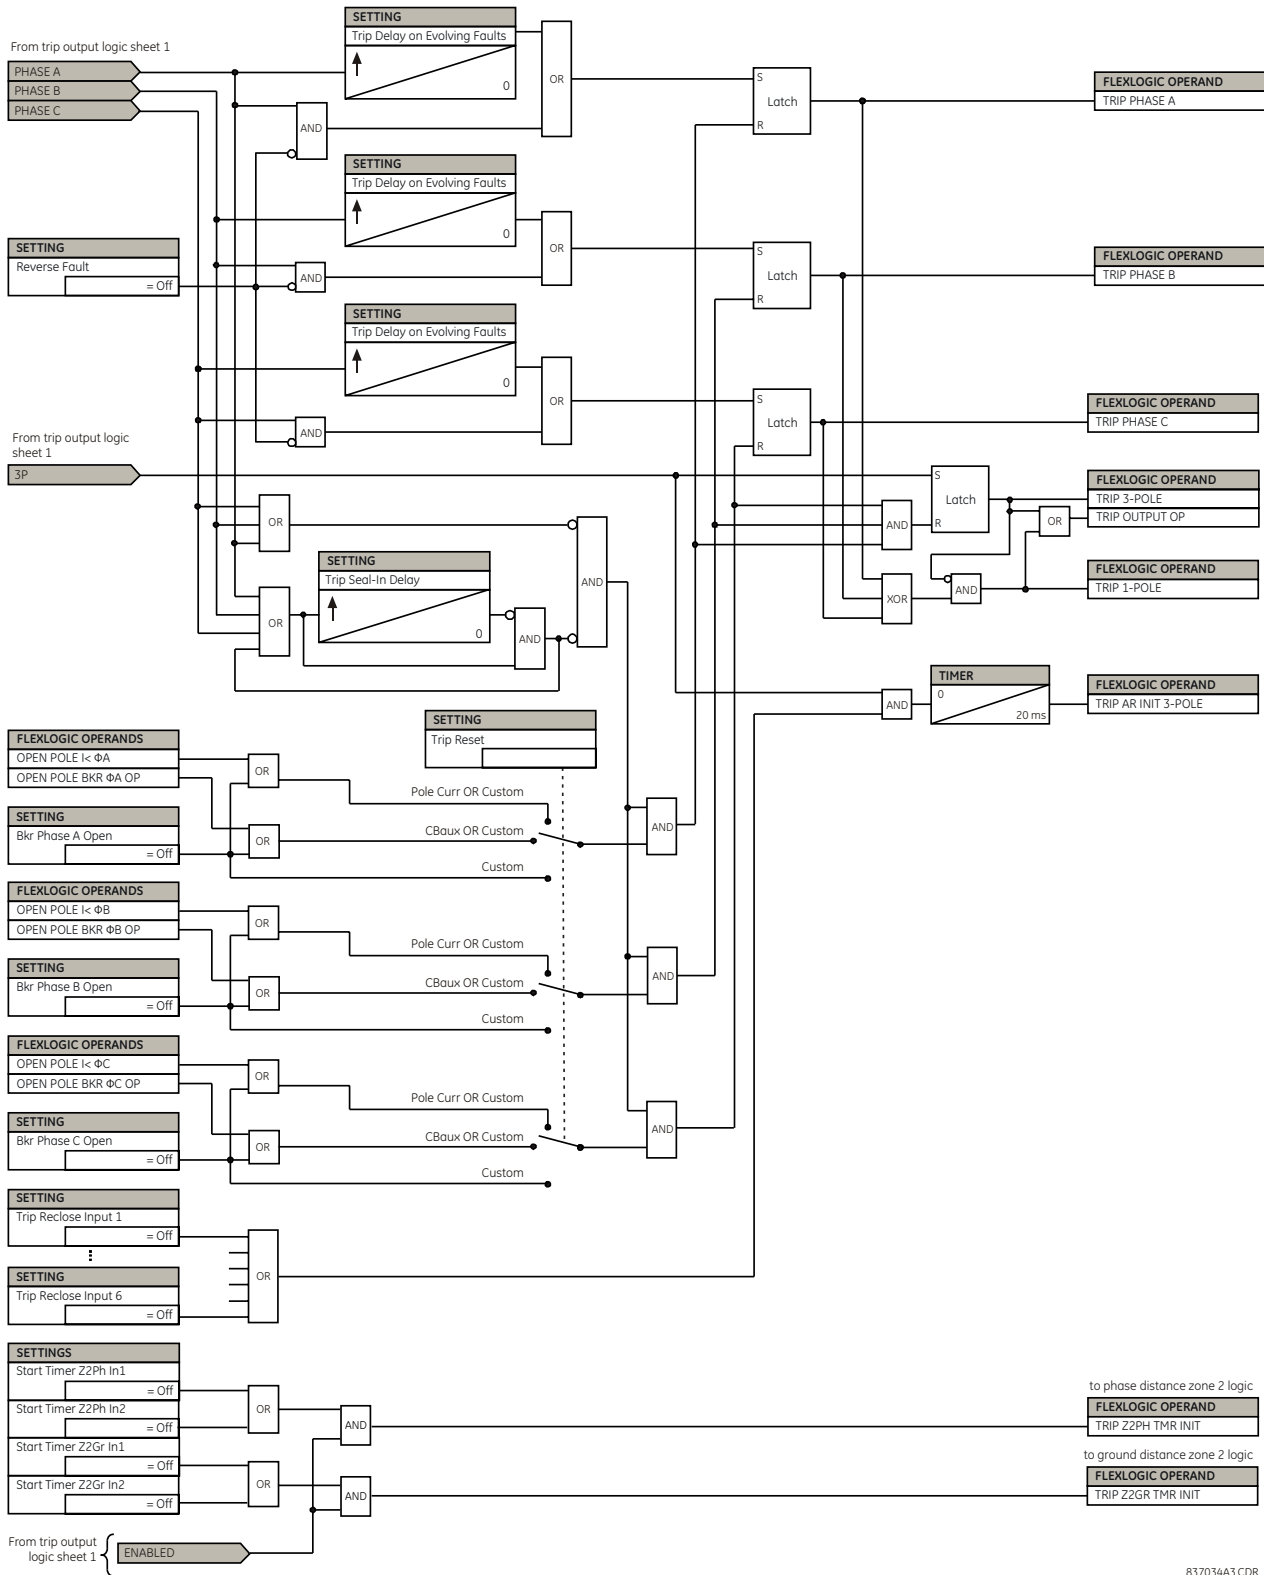 SETTING
Trip Delay on Evolving Faults
0
From trip output logic sheet 1
PHASE A
PHASE B
PHASE C
OR
AND
S
Latch
R
FLEXLOGIC OPERAND
TRIP PHASE A
SETTING
Trip Delay on Evolving Faults
0
SETTING
Reverse Fault
= Off
AND
OR
S
Latch
R
FLEXLOGIC OPERAND
TRIP PHASE B
SETTING
Trip Delay on Evolving Faults
0
AND
OR
S
Latch
R
FLEXLOGIC OPERAND
TRIP PHASE C
From trip output logic
sheet 1
3P
OR
S
Latch
R
AND
OR
FLEXLOGIC OPERAND
TRIP 3-POLE
TRIP OUTPUT OP
SETTING
Trip Seal-In Delay
0
OR
AND
AND
XOR
AND
FLEXLOGIC OPERAND
TRIP 1-POLE
AND
TIMER
0
20 ms
FLEXLOGIC OPERAND
TRIP AR INIT 3-POLE
SETTING
Trip Reset
FLEXLOGIC OPERANDS
OPEN POLE I< ΦA
OPEN POLE BKR ΦA OP
SETTING
Bkr Phase A Open
= Off
OR
OR
Pole Curr OR Custom
CBaux OR Custom
Custom
AND
FLEXLOGIC OPERANDS
OPEN POLE I< ΦB
OPEN POLE BKR ΦB OP
SETTING
Bkr Phase B Open
= Off
OR
OR
Pole Curr OR Custom
CBaux OR Custom
Custom
AND
FLEXLOGIC OPERANDS
OPEN POLE I< ΦC
OPEN POLE BKR ΦC OP
SETTING
Bkr Phase C Open
= Off
OR
OR
Pole Curr OR Custom
CBaux OR Custom
Custom
AND
SETTING
Trip Reclose Input 1
= Off
SETTING
Trip Reclose Input 6
= Off
OR
SETTINGS
Start Timer Z2Ph In1
= Off
Start Timer Z2Ph In2
= Off
Start Timer Z2Gr In1
= Off
Start Timer Z2Gr In2
= Off
OR
OR
AND
AND
to phase distance zone 2 logic
FLEXLOGIC OPERAND
TRIP Z2PH TMR INIT
to ground distance zone 2 logic
FLEXLOGIC OPERAND
TRIP Z2GR TMR INIT
From trip output
logic sheet 1
ENABLED
837034A3.CDR